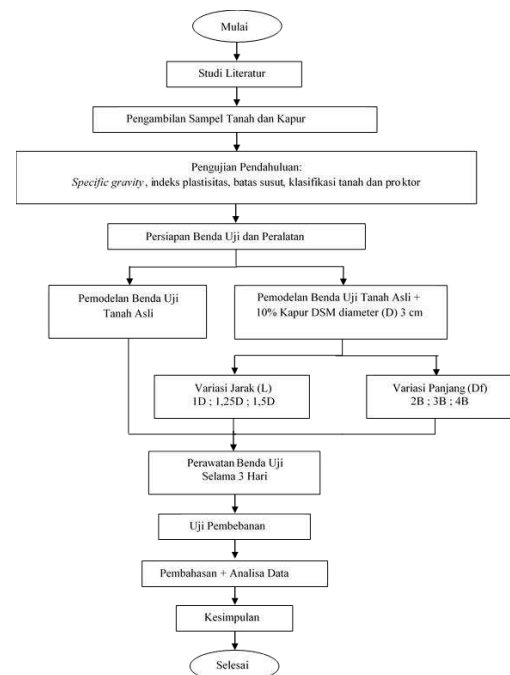 Mulai
Studi Literatur
Pengambilan Sampel Tanah dan Kapur
Pengujian Pendahuluan:
Specific gravity, indeks plastisitas, batas susut, klasifikasi tanah dan proktor
Persiapan Benda Uji dan Peralatan
Pemodelan Benda Uji
Tanah Asli
Pemodelan Benda Uji Tanah Asli +
10% Kapur DSM diameter (D) 3 cm
Variasi Jarak (L)
1D ; 1,25D ; 1,5D
Variasi Panjang (Df)
2B ; 3B ; 4B
Perawatan Benda Uji
Selama 3 Hari
Uji Pembebanan
Pembahasan + Analisa Data
Kesimpulan
Selesai